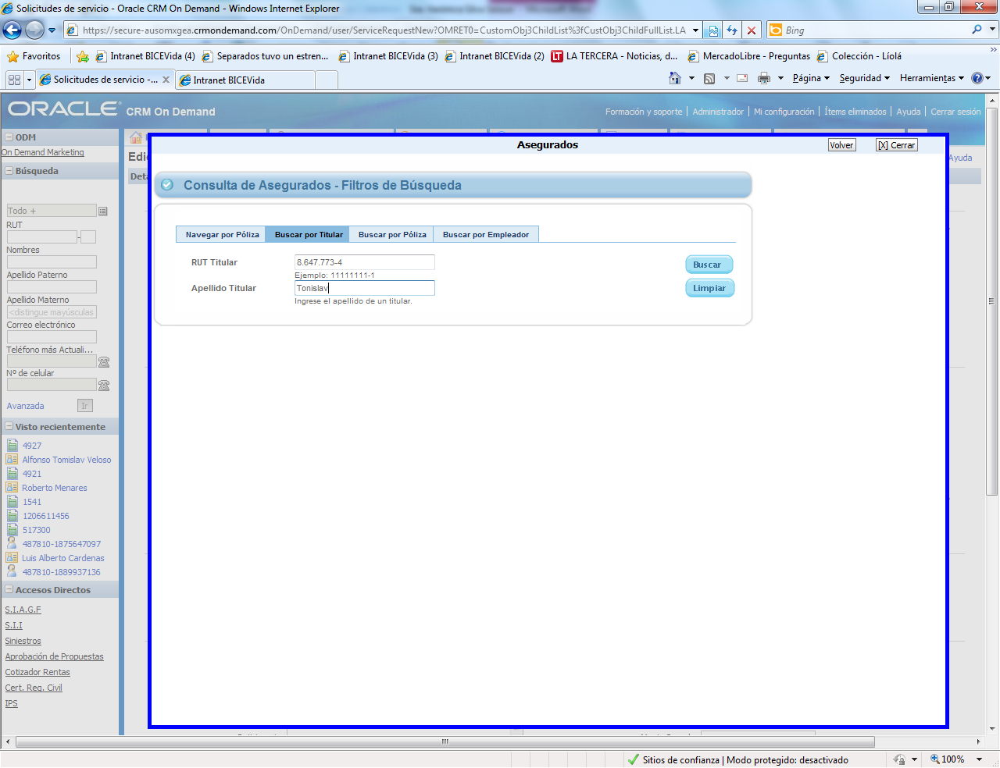 Solicitudes de servicio - Oracle CRM On Demand - Windows Internet Explorer
https://secure-ausomxgea.crmondemand.com/OnDemand/user/ServiceRequestNew?OMRET0=CustomObj3ChildList%3fCustObj3ChildFullList.LA
Bing
Favoritos
Intranet BICEVida (4)
Separados tuvo un estren...
Intranet BICEVida (3)
Intranet BICEVida (2)
LT LA TERCERA - Noticias, d...
MercadoLibre - Preguntas
Colección - Líolá
Solicitudes de servicio -...
Intranet BICEVida
Página
Seguridad
Herramientas
ORACLE CRM On Demand
Formación y soporte | Administrador | Mi configuración | Ítems eliminados | Ayuda | Cerrar sesión
ODM
On Demand Marketing
Búsqueda
Todo +
RUT
-
Nombres
Apellido Paterno
Apellido Materno
<distingue mayúsculas
Correo electrónico
Teléfono más Actuali...
Nº de celular
Avanzada
Ir
Visto recientemente
4927
Alfonso Tomislav Veloso
4921
Roberto Menares
1541
1206611456
517300
487810-1875647097
Luis Alberto Cardenas
487810-1889937136
Accesos Directos
S.I.A.G.F
S.I.I
Siniestros
Aprobación de Propuestas
Cotizador Rentas
Cert. Reg. Civil
IPS
Edi
Deta
Ayuda
Asegurados
Volver
[X] Cerrar
Consulta de Asegurados - Filtros de Búsqueda
Navegar por Póliza
Buscar por Titular
Buscar por Póliza
Buscar por Empleador
RUT Titular
8.647.773-4
Buscar
Ejemplo: 11111111-1
Apellido Titular
Tonislav
Limpiar
Ingrese el apellido de un titular.
Sitios de confianza | Modo protegido: desactivado
100%